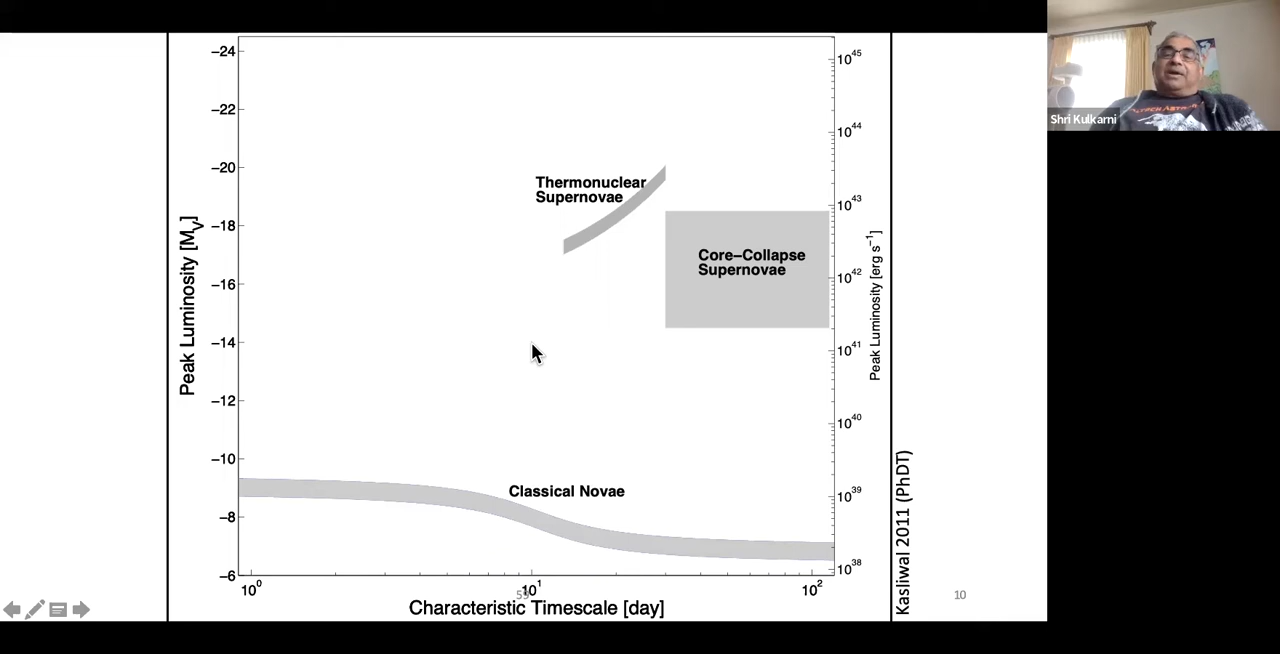 −24
−22
−20
−18
−16
−14
−12
−10
−8
−6
Peak Luminosity [M_V]
Thermonuclear
Supernovae
Core−Collapse
Supernovae
Classical Novae
10^45
10^44
10^43
10^42
10^41
10^40
10^39
10^38
Peak Luminosity [erg s^−1]
10^0
10^1
10^2
Characteristic Timescale [day]
Kasliwal 2011 (PhDT)
10
Shri Kulkarni